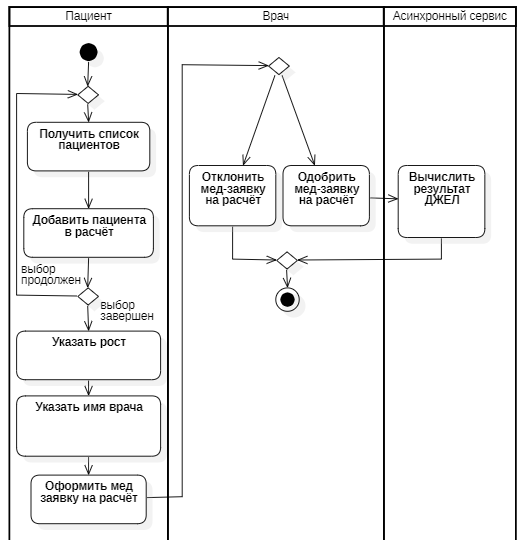 Пациент
Врач
Асинхронный сервис
Получить список
пациентов
Добавить пациента
в расчёт
выбор
продолжен
выбор
завершен
Указать рост
Указать имя врача
Оформить мед
заявку на расчёт
Отклонить
мед-заявку
на расчёт
Одобрить
мед-заявку
на расчёт
Вычислить
результат
ДЖЕЛ